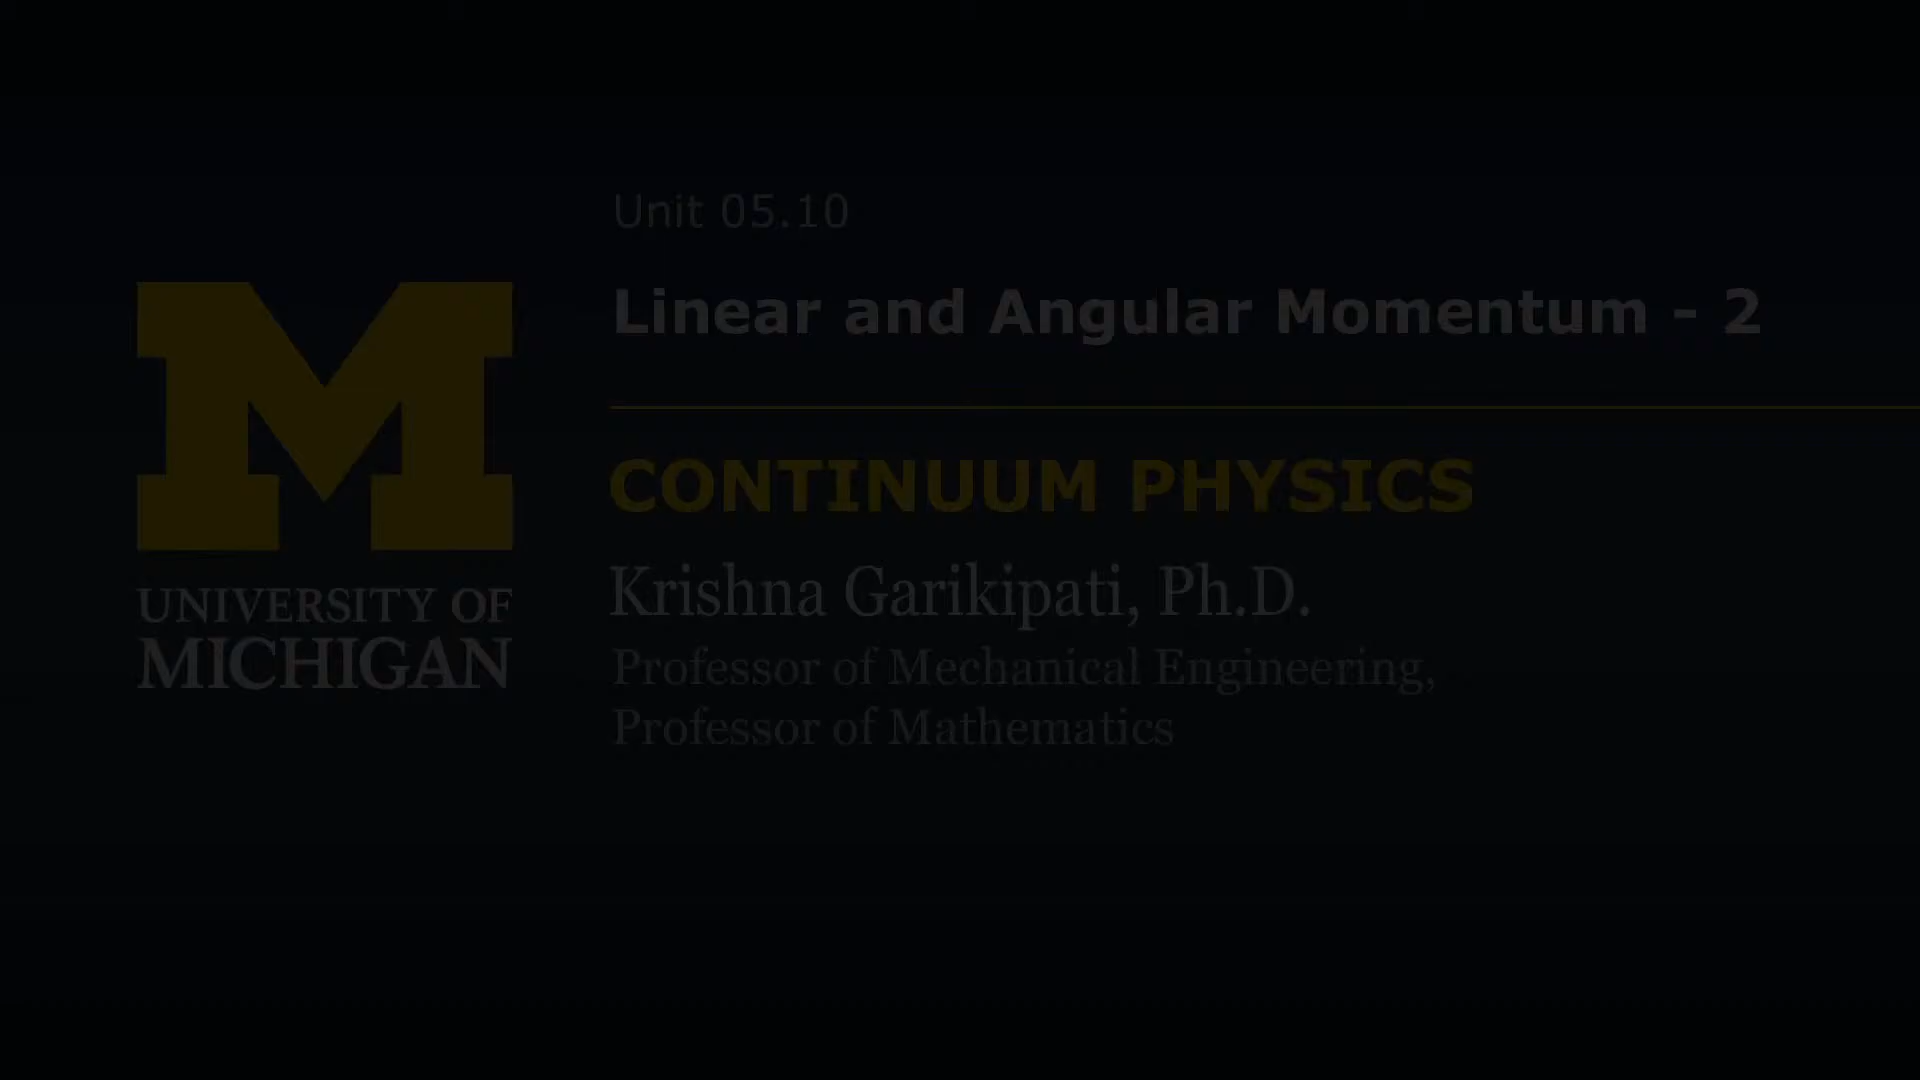 Unit 05.10
Linear and Angular Momentum - 2
CONTINUUM PHYSICS
Krishna Garikipati, Ph.D.
Professor of Mechanical Engineering,
Professor of Mathematics
M
UNIVERSITY OF
MICHIGAN